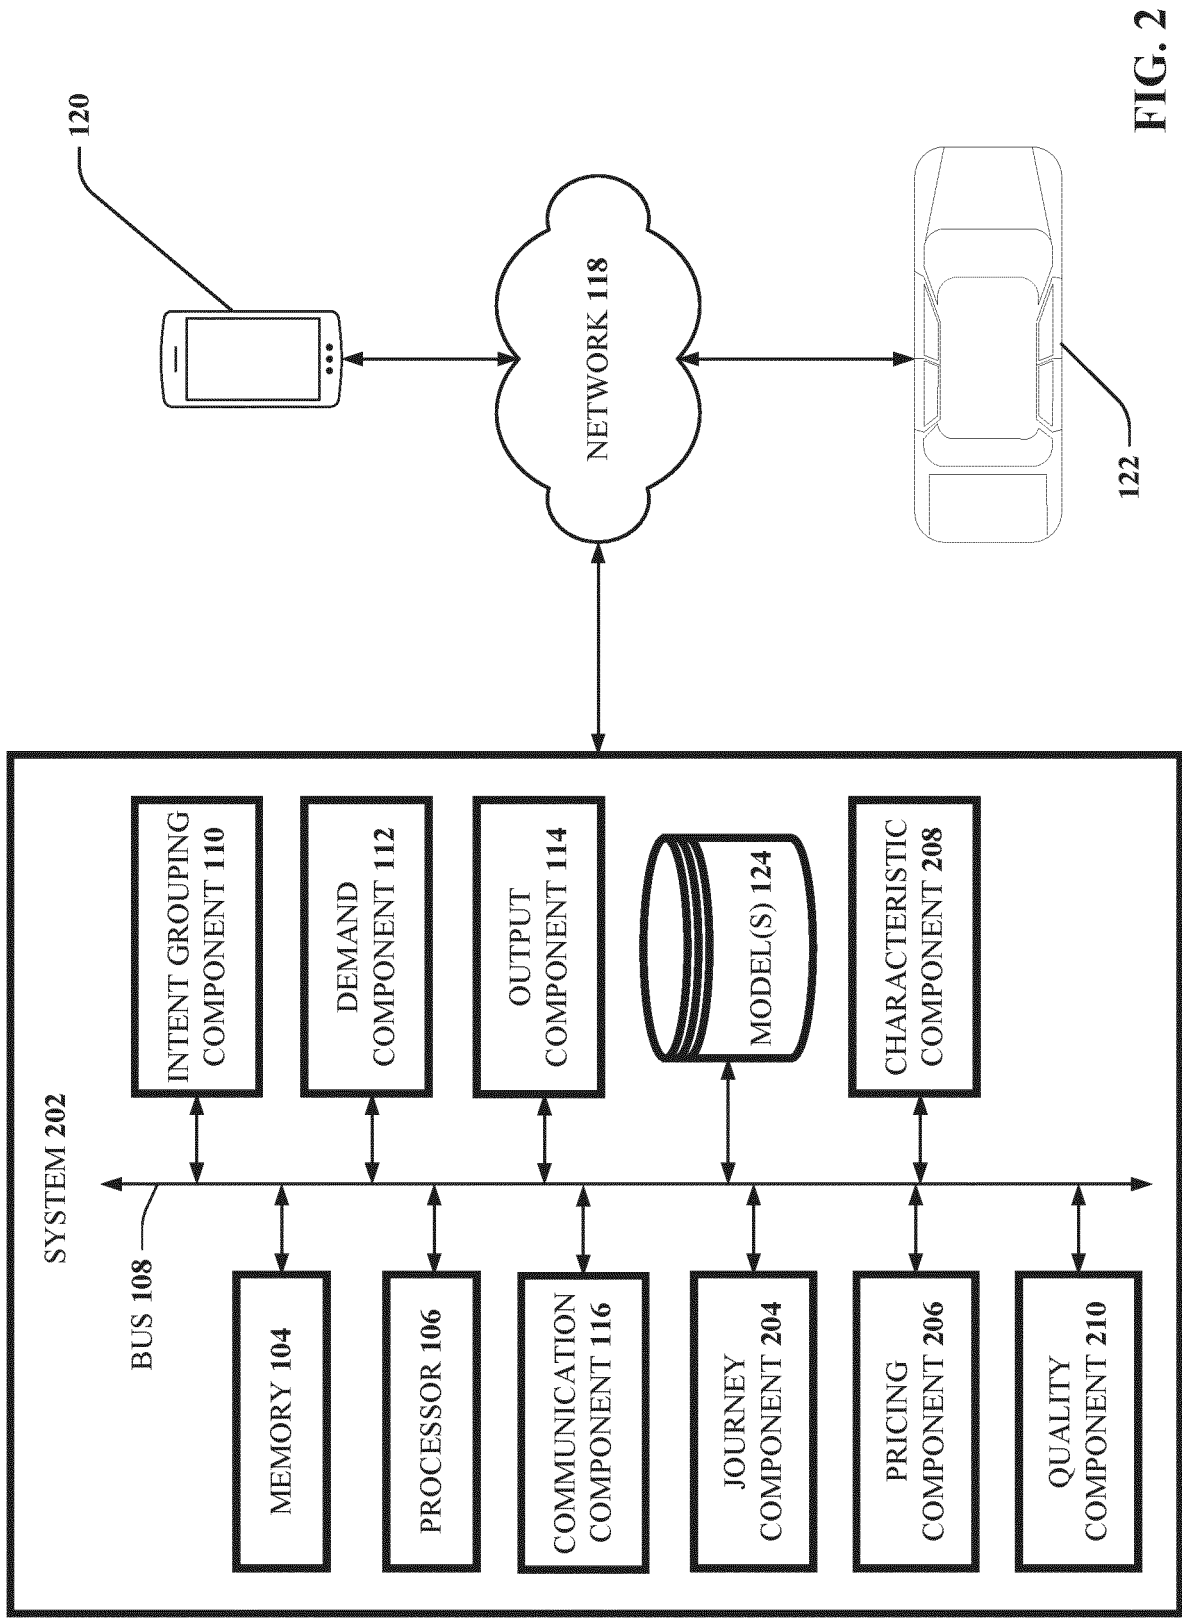 SYSTEM 202
BUS 108
MEMORY 104
PROCESSOR 106
COMMUNICATION
COMPONENT 116
JOURNEY
COMPONENT 204
PRICING
COMPONENT 206
QUALITY
COMPONENT 210
INTENT GROUPING
COMPONENT 110
DEMAND
COMPONENT 112
OUTPUT
COMPONENT 114
MODEL(S) 124
CHARACTERISTIC
COMPONENT 208
NETWORK 118
120
122
FIG. 2